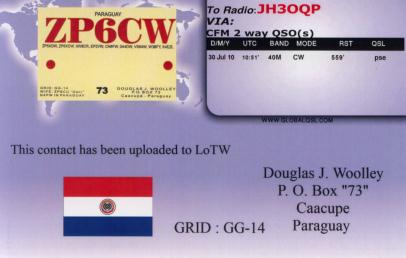 PARAGUAY
ZP6CW
GRID: GG-14
73
DOUGLAS J. WOOLLEY
P.O BOX 73
Caacupe - Paraguay
To Radio: JH3OQP
VIA:
CFM 2 way QSO(s)
D/M/Y UTC BAND MODE RST QSL
30 Jul 10 10:51' 40M CW 559' pse
WWW.GLOBALQSL.COM
This contact has been uploaded to LoTW
Douglas J. Woolley
P. O. Box "73"
Caacupe
GRID : GG-14 Paraguay